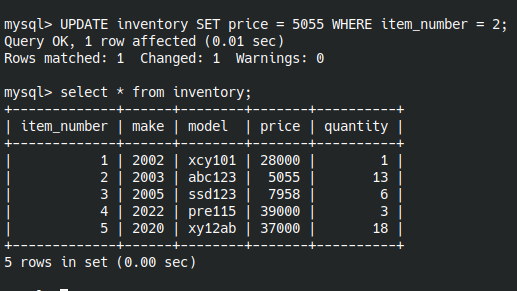 mysql> UPDATE inventory SET price = 5055 WHERE item_number = 2;
Query OK, 1 row affected (0.01 sec)
Rows matched: 1  Changed: 1  Warnings: 0

mysql> select * from inventory;
+-------------+------+--------+-------+----------+
| item_number | make | model  | price | quantity |
+-------------+------+--------+-------+----------+
|           1 | 2002 | xcy101 | 28000 |        1 |
|           2 | 2003 | abc123 |  5055 |       13 |
|           3 | 2005 | ssd123 |  7958 |        6 |
|           4 | 2022 | pre115 | 39000 |        3 |
|           5 | 2020 | xy12ab | 37000 |       18 |
+-------------+------+--------+-------+----------+
5 rows in set (0.00 sec)